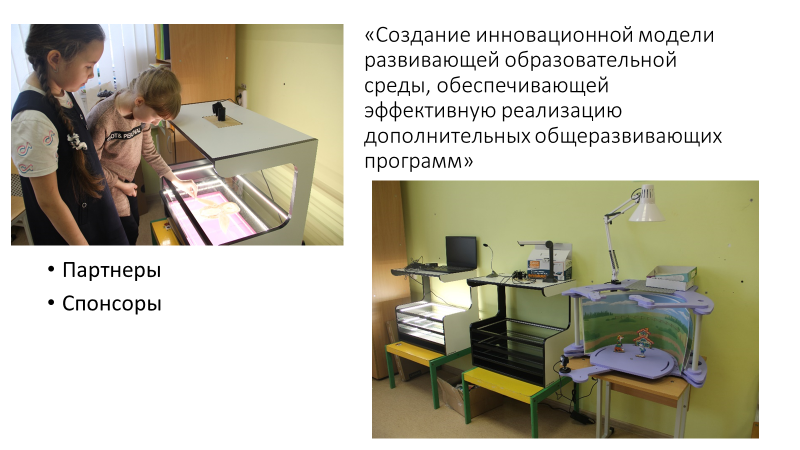 «Создание инновационной модели
развивающей образовательной
среды, обеспечивающей
эффективную реализацию
дополнительных общеразвивающих
программ»
• Партнеры
• Спонсоры